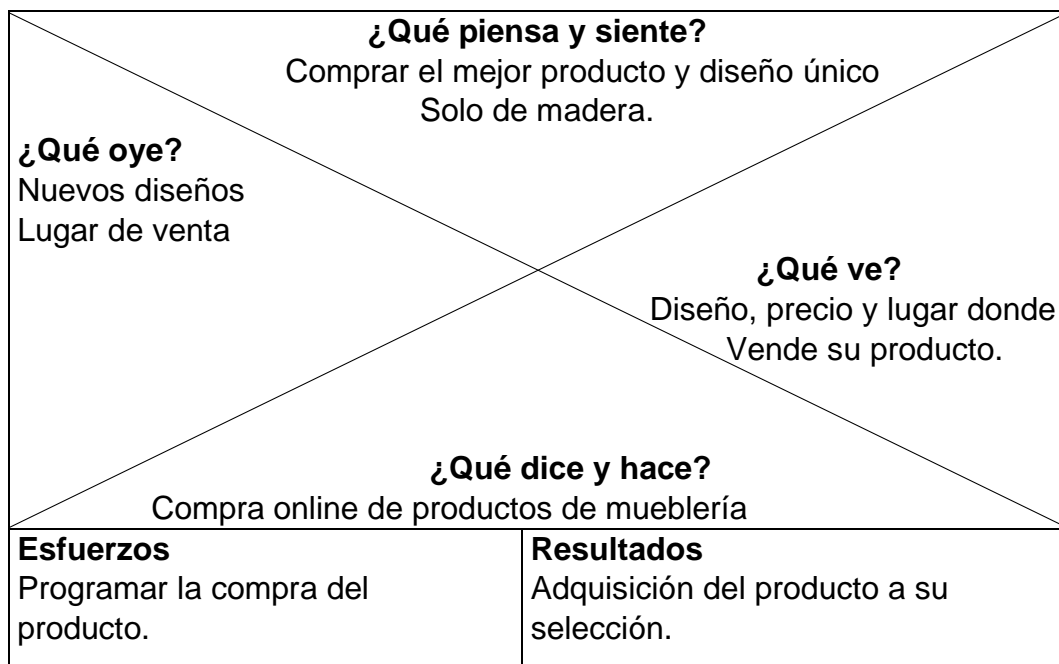 ¿Qué piensa y siente?
Comprar el mejor producto y diseño único
Solo de madera.
¿Qué oye?
Nuevos diseños
Lugar de venta
¿Qué ve?
Diseño, precio y lugar donde
Vende su producto.
¿Qué dice y hace?
Compra online de productos de mueblería
Esfuerzos
Programar la compra del
producto.
Resultados
Adquisición del producto a su
selección.